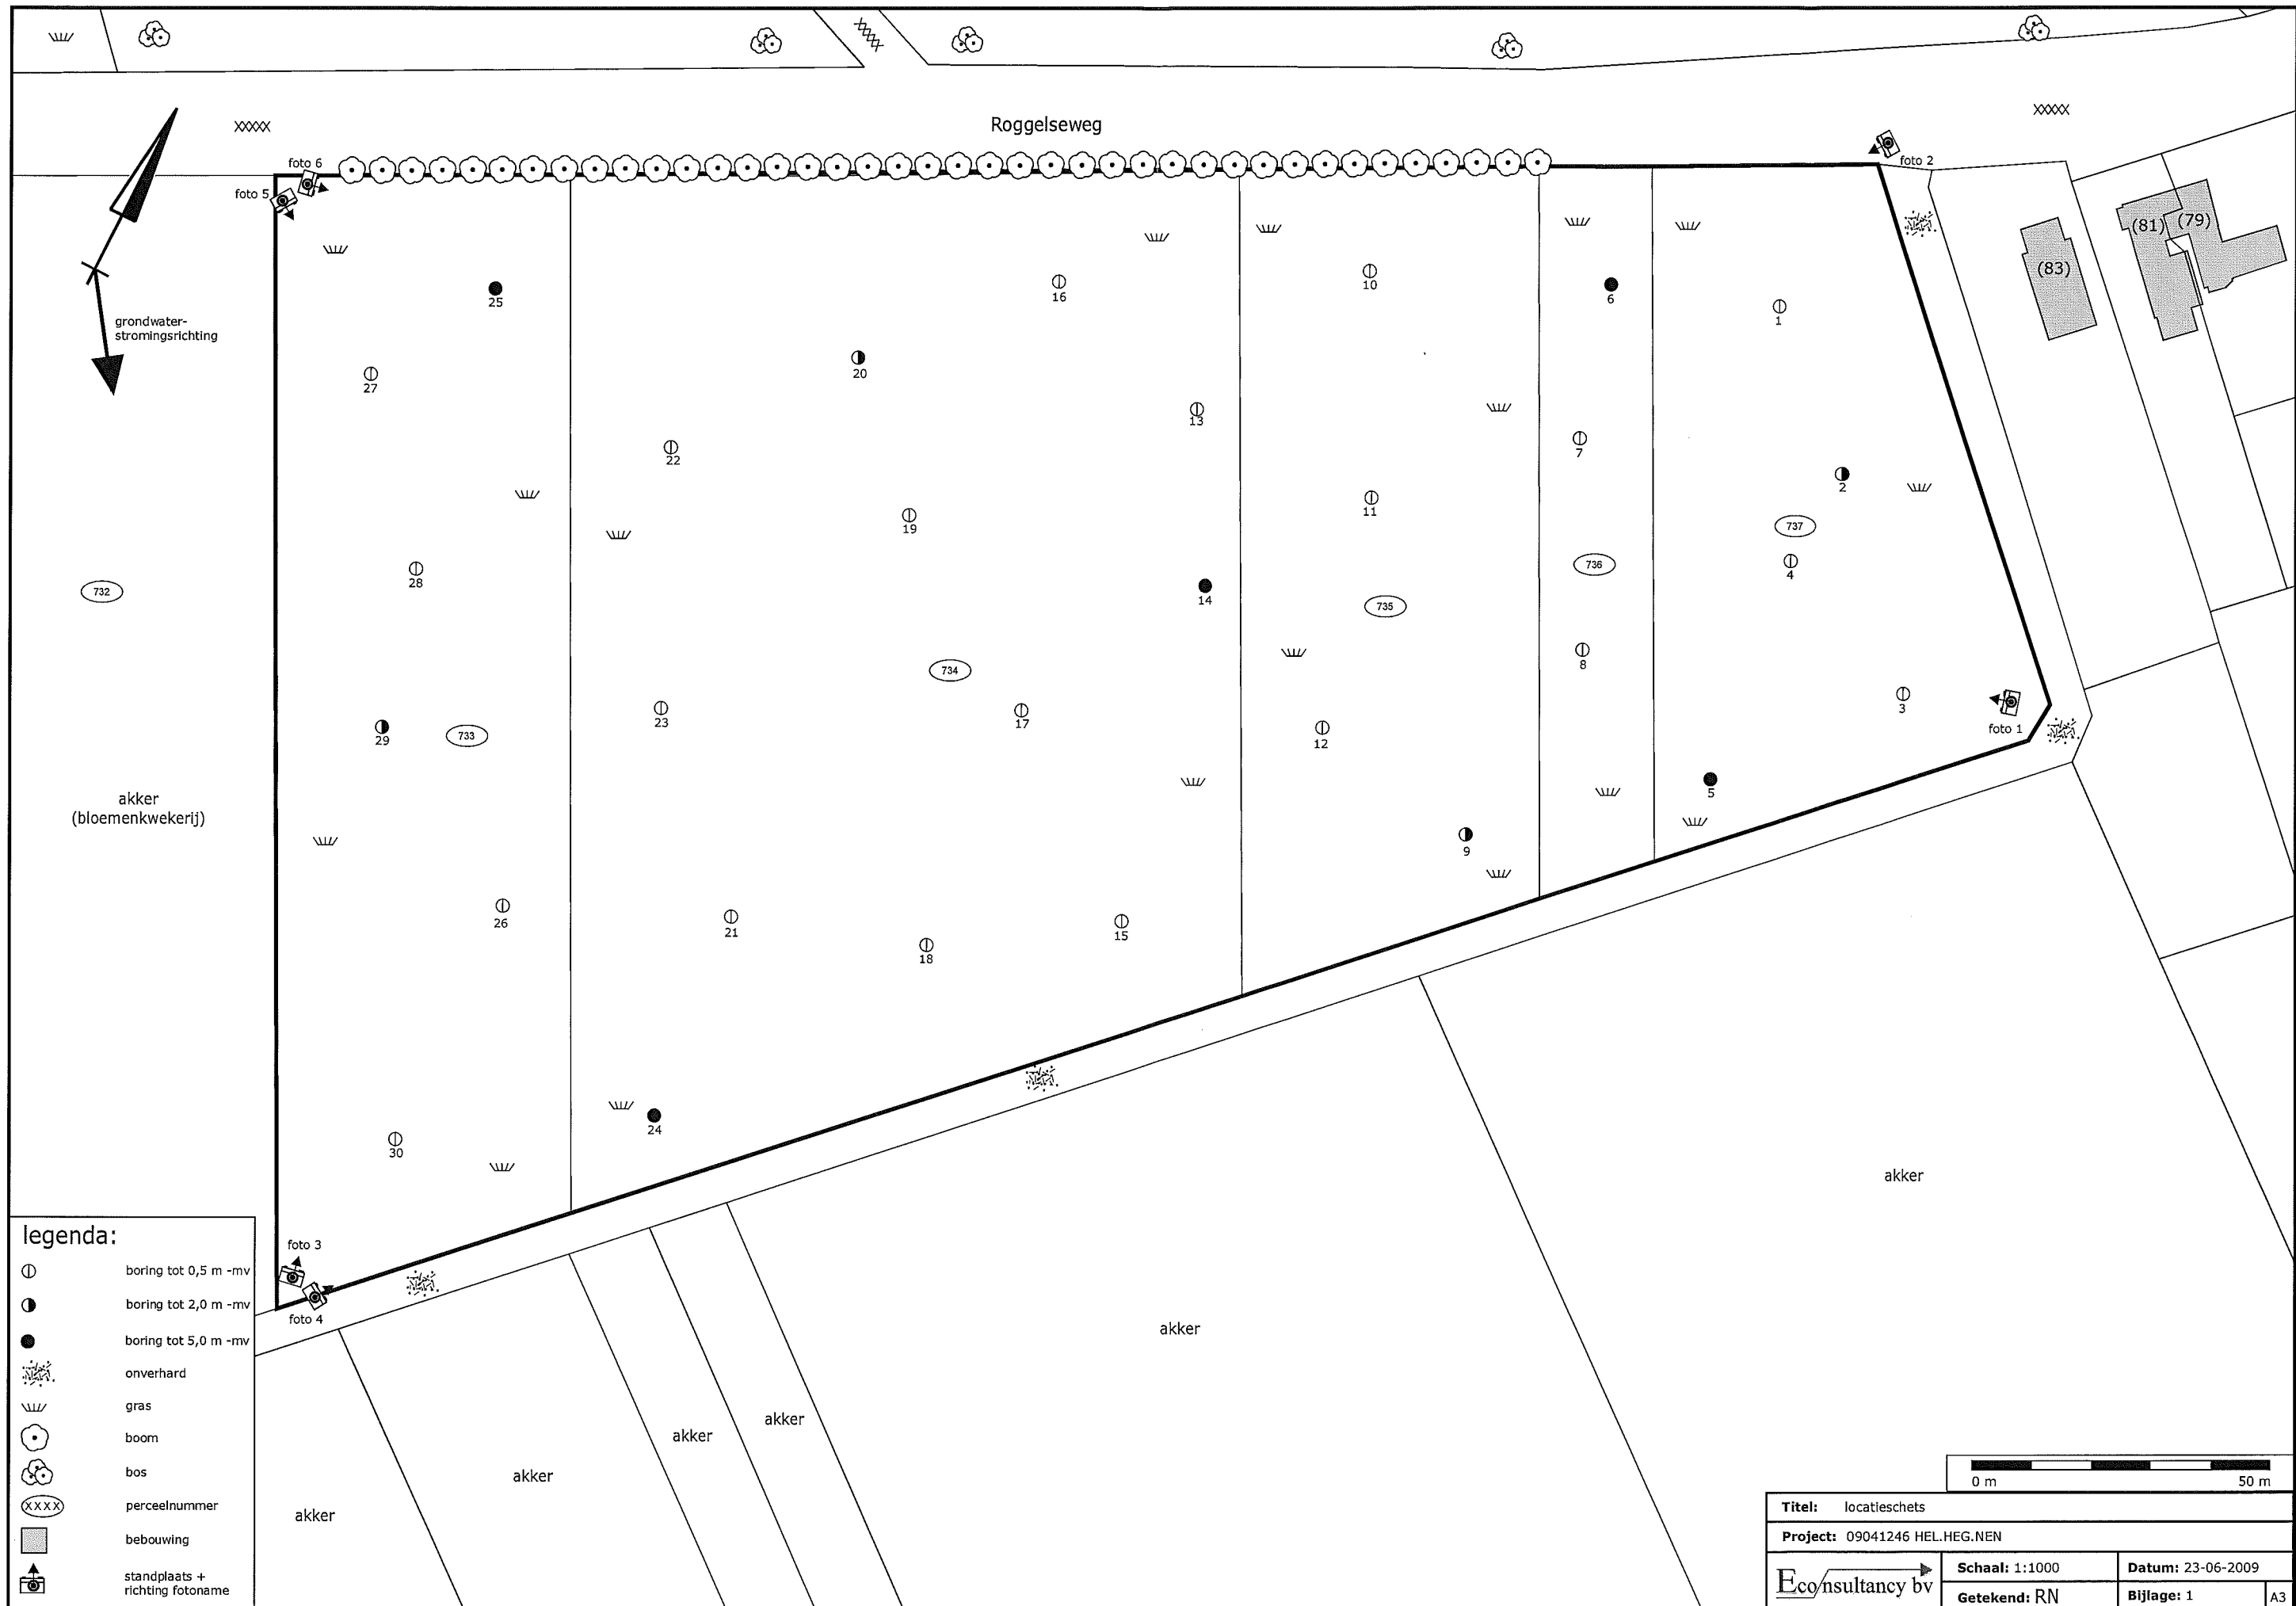 Roggelseweg
XXXXX
XXXXX
XXXXX
foto 6
foto 5
foto 2
grondwater-
stromingsrichting
(83)
(81)
(79)
25
16
10
6
1
27
20
13
22
7
2
19
11
737
14
736
4
28
732
735
8
734
23
17
3
29
733
12
foto 1
akker
(bloemenkwekerij)
5
9
26
21
18
15
24
30
akker
foto 3
foto 4
akker
akker
akker
akker
akker
legenda:
boring tot 0,5 m -mv
boring tot 2,0 m -mv
boring tot 5,0 m -mv
onverhard
gras
boom
bos
XXXX perceelnummer
bebouwing
standplaats +
richting fotoname
0 m 50 m
Titel: locatieschets
Project: 09041246 HEL.HEG.NEN
Econsultancy bv
Schaal: 1:1000 Datum: 23-06-2009
Getekend: RN Bijlage: 1 A3